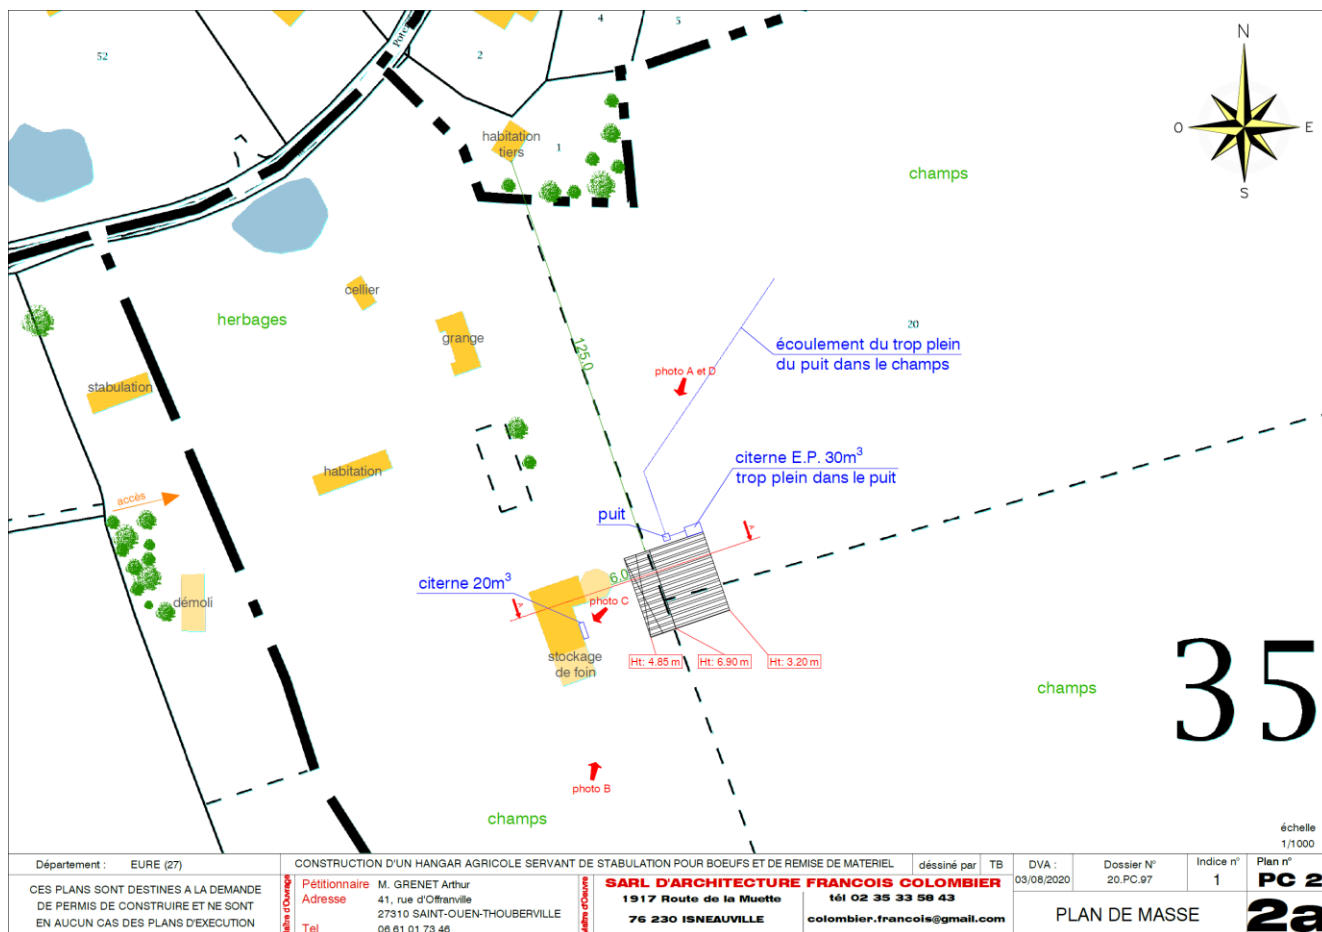 52
Pote
4
5
2
N
O
E
S
habitation
tiers
1
champs
cellier
herbages
grange
20
125.0
écoulement du trop plein
du puit dans le champs
photo A et D
stabulation
citerne E.P. 30m³
trop plein dans le puit
habitation
accès
puit
A
6.0
citerne 20m³
photo C
A
démoli
stockage
de foin
Ht: 4.85 m
Ht: 6.90 m
Ht: 3.20 m
champs
35
photo B
champs
échelle
1/1000
Département : EURE (27)
CES PLANS SONT DESTINES A LA DEMANDE
DE PERMIS DE CONSTRUIRE ET NE SONT
EN AUCUN CAS DES PLANS D'EXECUTION
CONSTRUCTION D'UN HANGAR AGRICOLE SERVANT DE STABULATION POUR BOEUFS ET DE REMISE DE MATERIEL
déssiné par TB
Maître d'Ouvrage
Pétitionnaire M. GRENET Arthur
Adresse 41, rue d'Offranville
27310 SAINT-OUEN-THOUBERVILLE
Tel 06 61 01 73 46
Maître d'Oeuvre
SARL D'ARCHITECTURE FRANCOIS COLOMBIER
1917 Route de la Muette
tél 02 35 33 58 43
76 230 ISNEAUVILLE
colombier.francois@gmail.com
DVA :
03/08/2020
Dossier N°
20.PC.97
Indice n°
1
Plan n°
PC 2
PLAN DE MASSE
2a